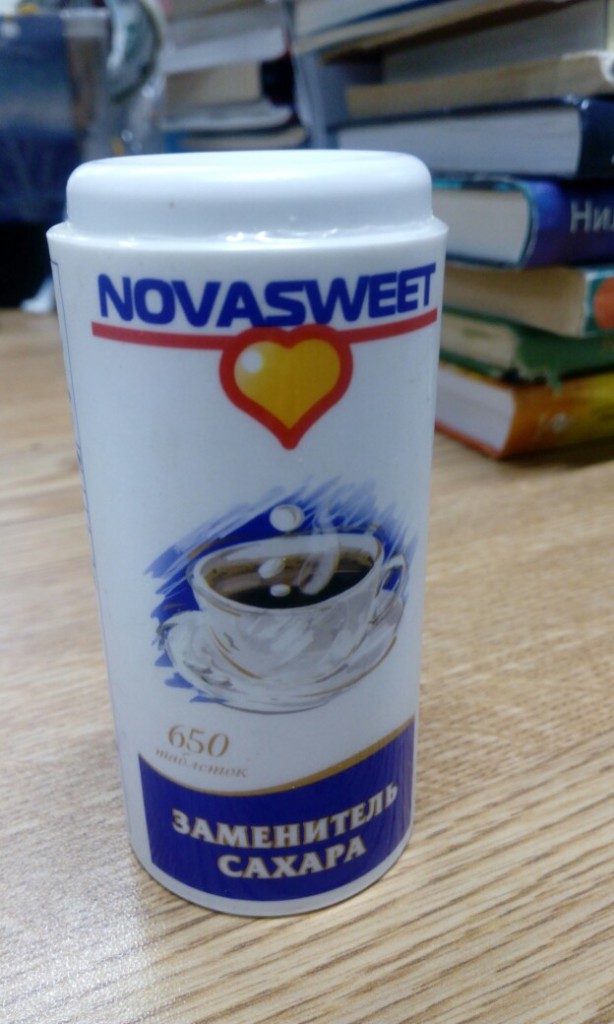 NOVASWEET
650
таблеток
ЗАМЕНИТЕЛЬ
САХАРА